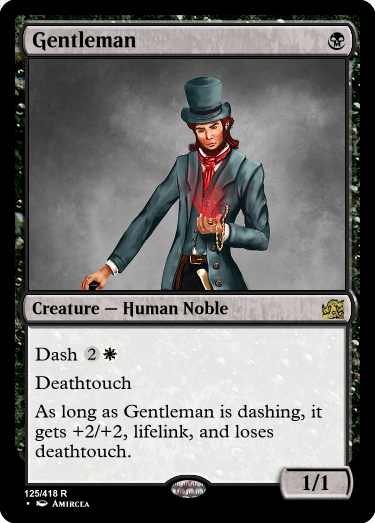 Gentleman
Creature — Human Noble
Dash 2
Deathtouch
As long as Gentleman is dashing, it
gets +2/+2, lifelink, and loses
deathtouch.
1/1
125/418 R
• Amircea